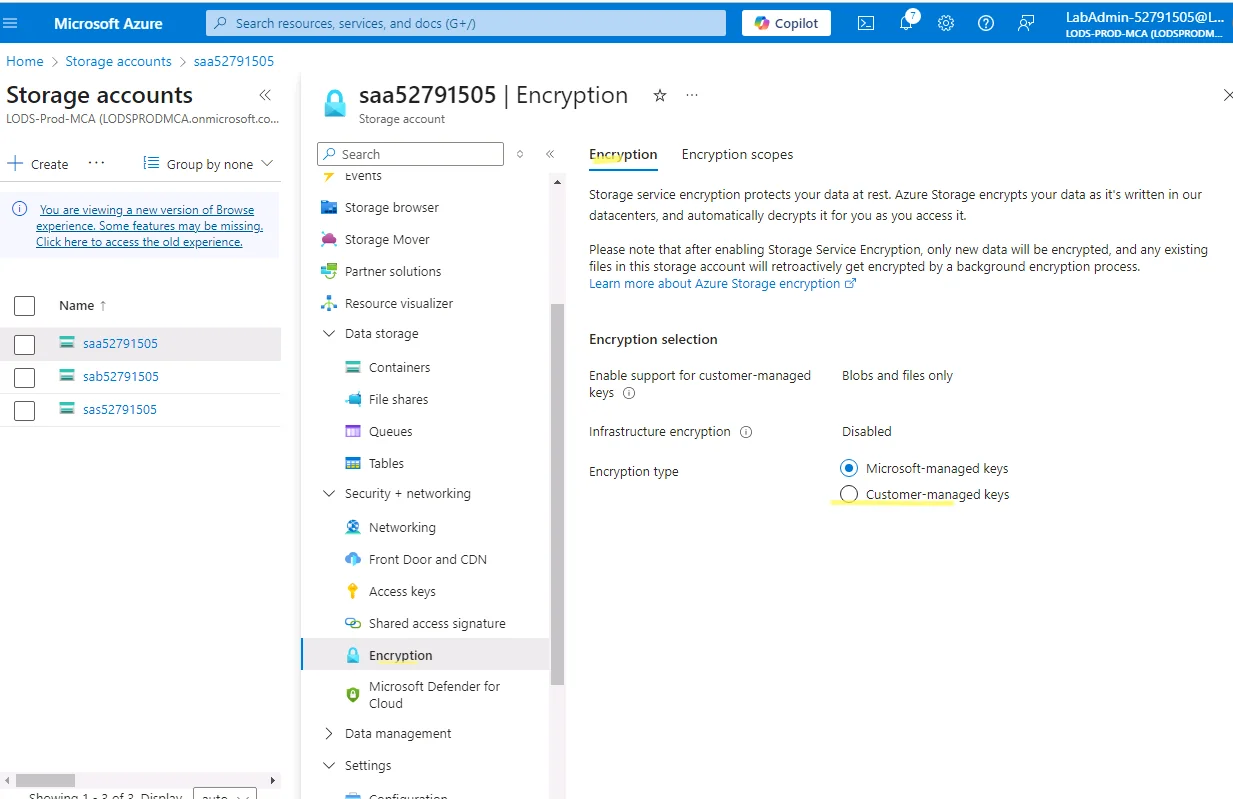 Microsoft Azure
Search resources, services, and docs (G+/)
Copilot
7
LabAdmin-52791505@L...
LODS-PROD-MCA (LODSPRODM...
Home > Storage accounts > saa52791505
Storage accounts
LODS-Prod-MCA (LODSPRODMCA.onmicrosoft.co...
+ Create
...
Group by none
You are viewing a new version of Browse
experience. Some features may be missing.
Click here to access the old experience.
Name ↑
saa52791505
sab52791505
sas52791505
Showing 1 - 3 of 3. Display
auto
saa52791505 | Encryption
...
Storage account
Search
Events
Storage browser
Storage Mover
Partner solutions
Resource visualizer
Data storage
Containers
File shares
Queues
Tables
Security + networking
Networking
Front Door and CDN
Access keys
Shared access signature
Encryption
Microsoft Defender for
Cloud
Data management
Settings
Configuration
Encryption
Encryption scopes
Storage service encryption protects your data at rest. Azure Storage encrypts your data as it's written in our
datacenters, and automatically decrypts it for you as you access it.
Please note that after enabling Storage Service Encryption, only new data will be encrypted, and any existing
files in this storage account will retroactively get encrypted by a background encryption process.
Learn more about Azure Storage encryption
Encryption selection
Enable support for customer-managed
keys
Blobs and files only
Infrastructure encryption
Disabled
Encryption type
Microsoft-managed keys
Customer-managed keys